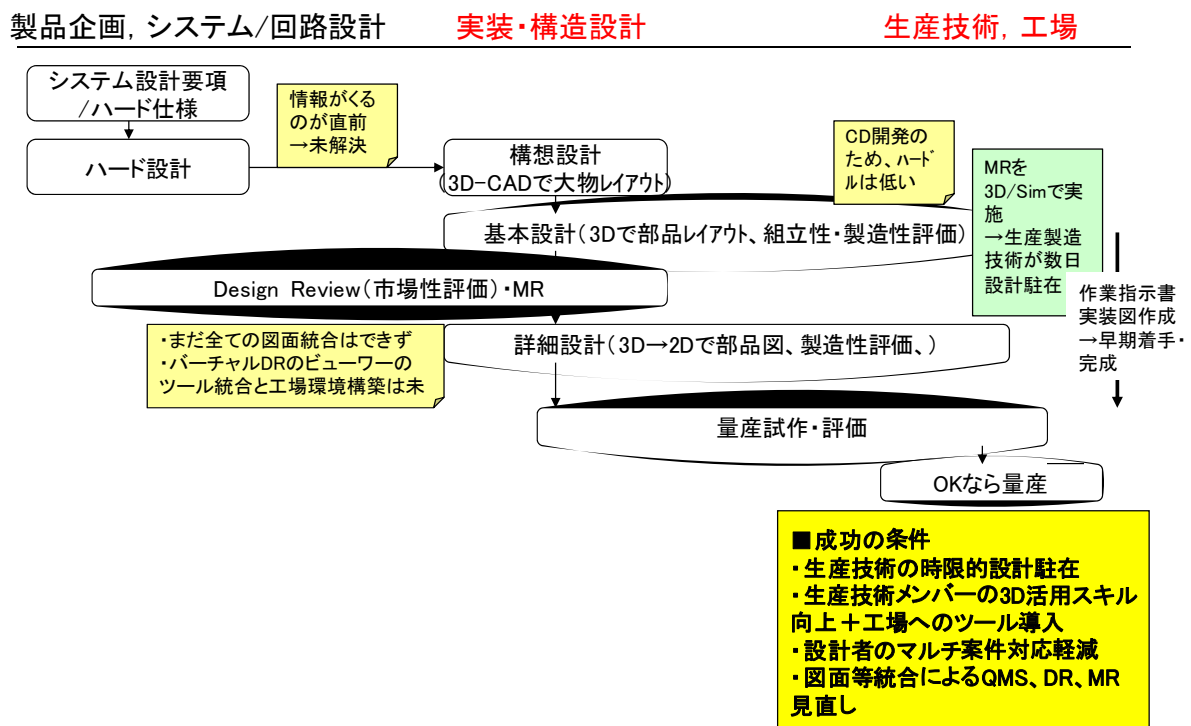 製品企画, システム/回路設計
実装・構造設計
生産技術, 工場
システム設計要項
/ハード仕様
ハード設計
情報がくる
のが直前
→未解決
構想設計
(3D-CADで大物レイアウト)
CD開発の
ため、ハード
ルは低い
MRを
3D/Simで実
施
→生産製造
技術が数日
設計駐在
基本設計(3Dで部品レイアウト、組立性・製造性評価)
Design Review(市場性評価)・MR
作業指示書
実装図作成
→早期着手・
完成
・まだ全ての図面統合はできず
・バーチャルDRのビューワーの
ツール統合と工場環境構築は未
詳細設計(3D→2Dで部品図、製造性評価、)
量産試作・評価
OKなら量産
■成功の条件
・生産技術の時限的設計駐在
・生産技術メンバーの3D活用スキル
向上+工場へのツール導入
・設計者のマルチ案件対応軽減
・図面等統合によるQMS、DR、MR
見直し